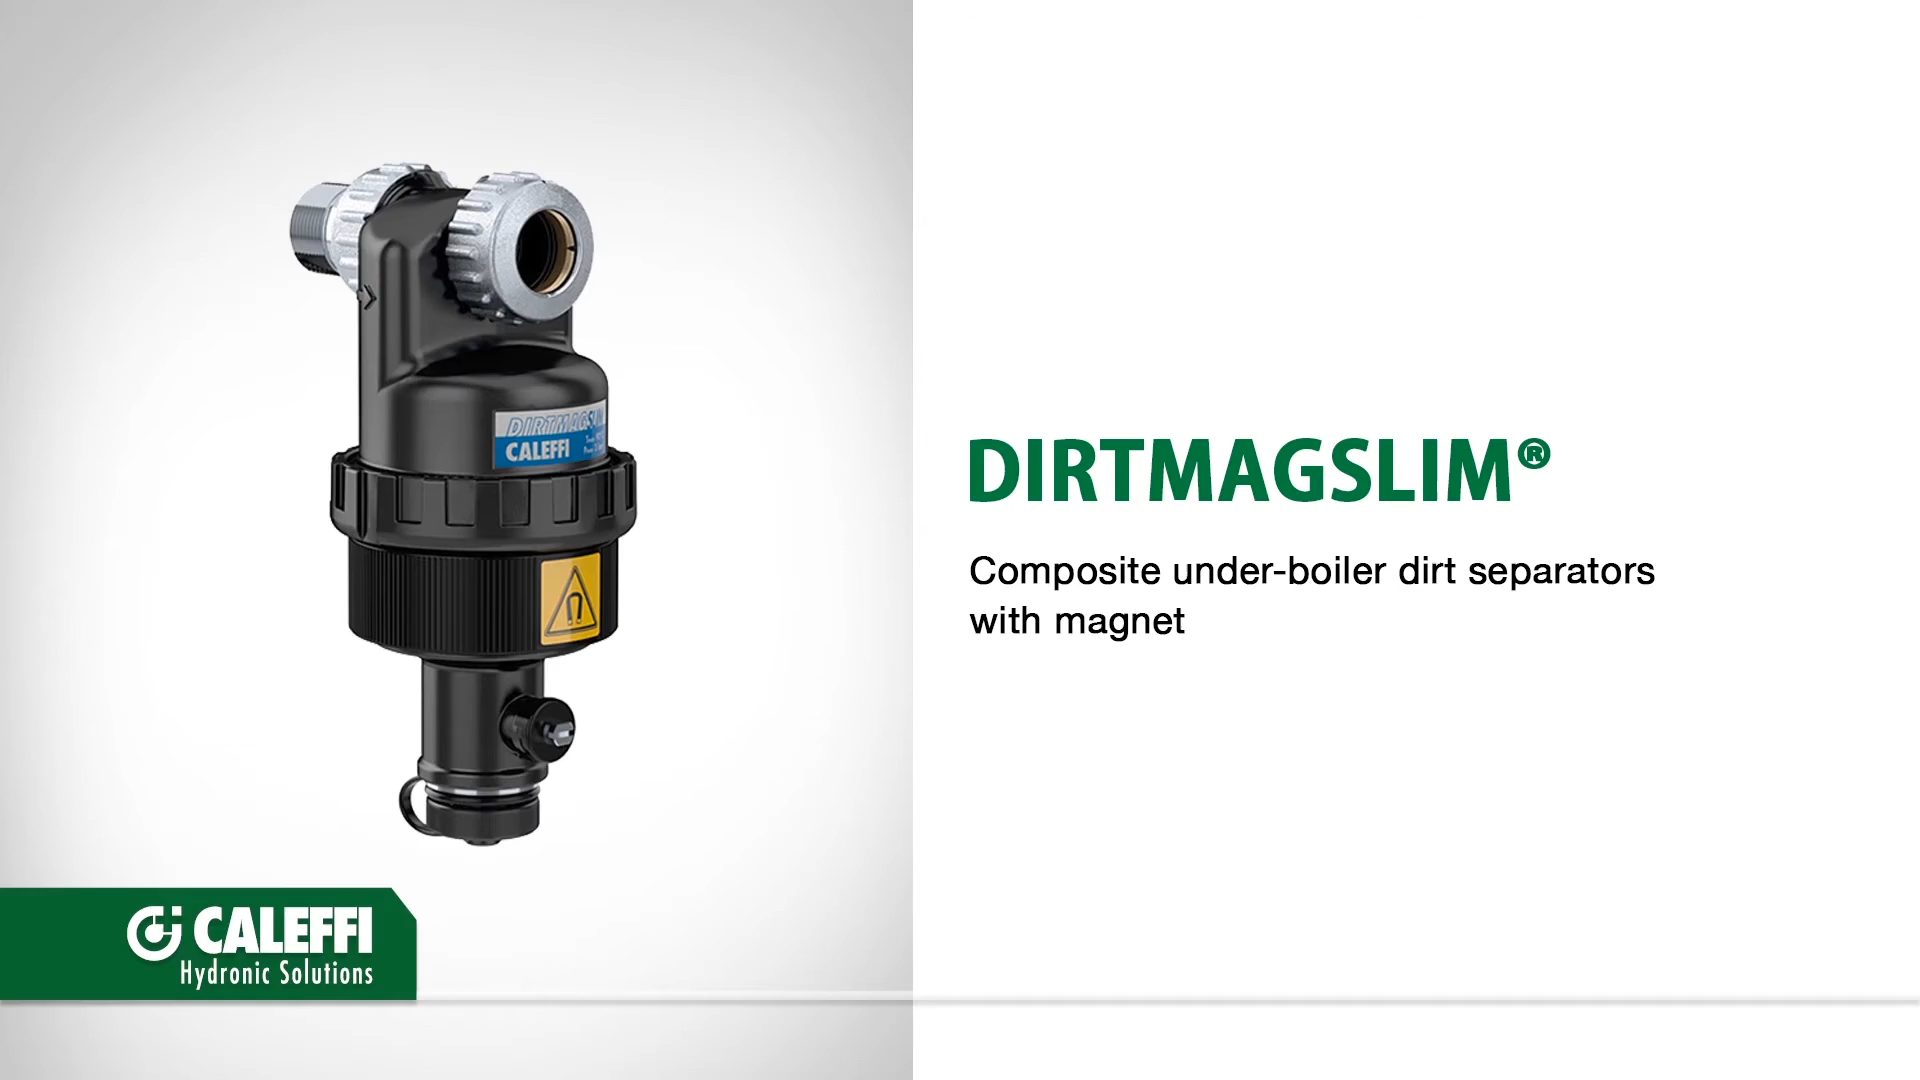 DIRTMAGSLIM
CALEFFI
DIRTMAGSLIM®
Composite under-boiler dirt separators
with magnet
CALEFFI
Hydronic Solutions